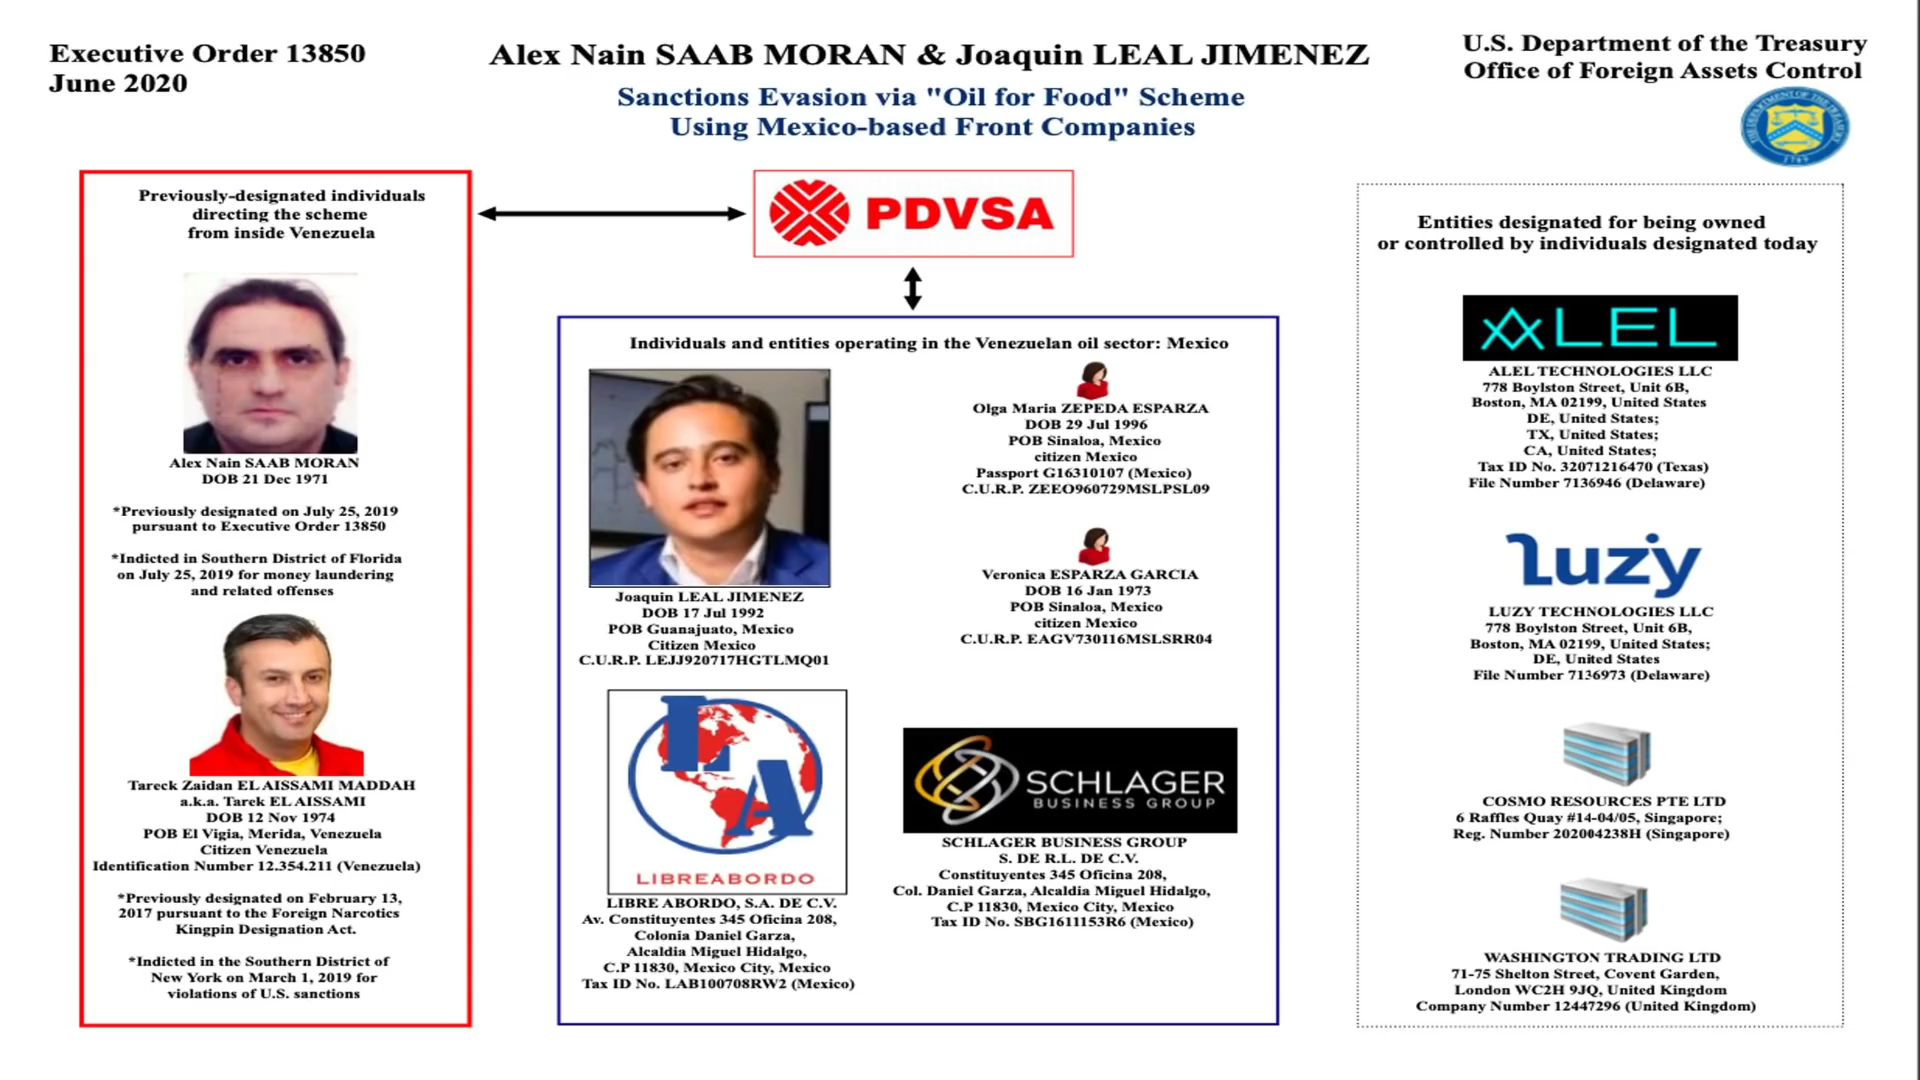 Executive Order 13850
June 2020
Alex Nain SAAB MORAN & Joaquin LEAL JIMENEZ
Sanctions Evasion via "Oil for Food" Scheme
Using Mexico-based Front Companies
U.S. Department of the Treasury
Office of Foreign Assets Control
THE DEPARTMENT OF THE TREASURY
1789
Previously-designated individuals
directing the scheme
from inside Venezuela
Alex Nain SAAB MORAN
DOB 21 Dec 1971
*Previously designated on July 25, 2019
pursuant to Executive Order 13850
*Indicted in Southern District of Florida
on July 25, 2019 for money laundering
and related offenses
Tareck Zaidan EL AISSAMI MADDAH
a.k.a. Tarek EL AISSAMI
DOB 12 Nov 1974
POB El Vigia, Merida, Venezuela
Citizen Venezuela
Identification Number 12.354.211 (Venezuela)
*Previously designated on February 13,
2017 pursuant to the Foreign Narcotics
Kingpin Designation Act.
*Indicted in the Southern District of
New York on March 1, 2019 for
violations of U.S. sanctions
PDVSA
Individuals and entities operating in the Venezuelan oil sector: Mexico
Joaquin LEAL JIMENEZ
DOB 17 Jul 1992
POB Guanajuato, Mexico
Citizen Mexico
C.U.R.P. LEJJ920717HGTLMQ01
Olga Maria ZEPEDA ESPARZA
DOB 29 Jul 1996
POB Sinaloa, Mexico
citizen Mexico
Passport G16310107 (Mexico)
C.U.R.P. ZEEO960729MSLPSL09
Veronica ESPARZA GARCIA
DOB 16 Jan 1973
POB Sinaloa, Mexico
citizen Mexico
C.U.R.P. EAGV730116MSLSRR04
LA
LIBREABORDO
LIBRE ABORDO, S.A. DE C.V.
Av. Constituyentes 345 Oficina 208,
Colonia Daniel Garza,
Alcaldia Miguel Hidalgo,
C.P 11830, Mexico City, Mexico
Tax ID No. LAB100708RW2 (Mexico)
SCHLAGER
BUSINESS GROUP
SCHLAGER BUSINESS GROUP
S. DE R.L. DE C.V.
Constituyentes 345 Oficina 208,
Col. Daniel Garza, Alcaldia Miguel Hidalgo,
C.P 11830, Mexico City, Mexico
Tax ID No. SBG1611153R6 (Mexico)
Entities designated for being owned
or controlled by individuals designated today
ALEL
ALEL TECHNOLOGIES LLC
778 Boylston Street, Unit 6B,
Boston, MA 02199, United States
DE, United States;
TX, United States;
CA, United States;
Tax ID No. 32071216470 (Texas)
File Number 7136946 (Delaware)
Luzy
LUZY TECHNOLOGIES LLC
778 Boylston Street, Unit 6B,
Boston, MA 02199, United States;
DE, United States
File Number 7136973 (Delaware)
COSMO RESOURCES PTE LTD
6 Raffles Quay #14-04/05, Singapore;
Reg. Number 202004238H (Singapore)
WASHINGTON TRADING LTD
71-75 Shelton Street, Covent Garden,
London WC2H 9JQ, United Kingdom
Company Number 12447296 (United Kingdom)